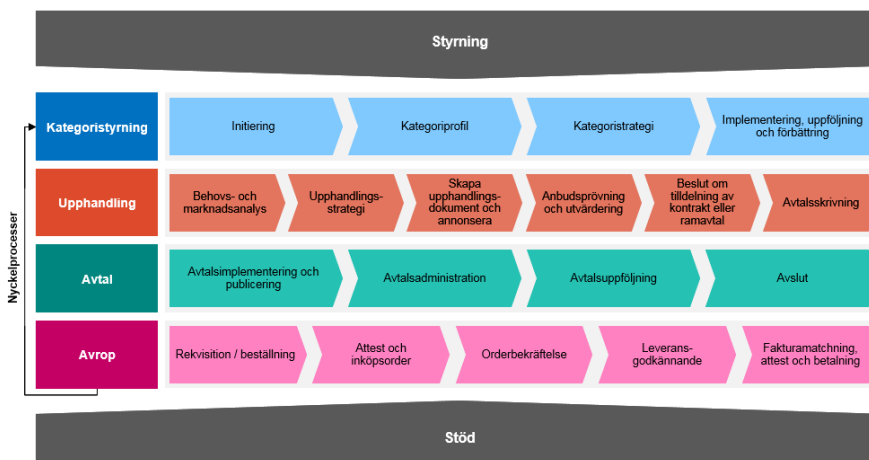 Styrning
Nyckelprocesser
Kategoristyrning
Initiering
Kategoriprofil
Kategoristrategi
Implementering, uppföljning
och förbättring
Upphandling
Behovs- och
marknadsanalys
Upphandlings-
strategi
Skapa
upphandlings-
dokument och
annonsera
Anbudsprövning
och utvärdering
Beslut om
tilldelning av
kontrakt eller
ramavtal
Avtalsskrivning
Avtal
Avtalsimplementering och
publicering
Avtalsadministration
Avtalsuppföljning
Avslut
Avrop
Rekvisition / beställning
Attest och
inköpsorder
Orderbekräftelse
Leverans-
godkännande
Fakturamatchning,
attest och betalning
Stöd